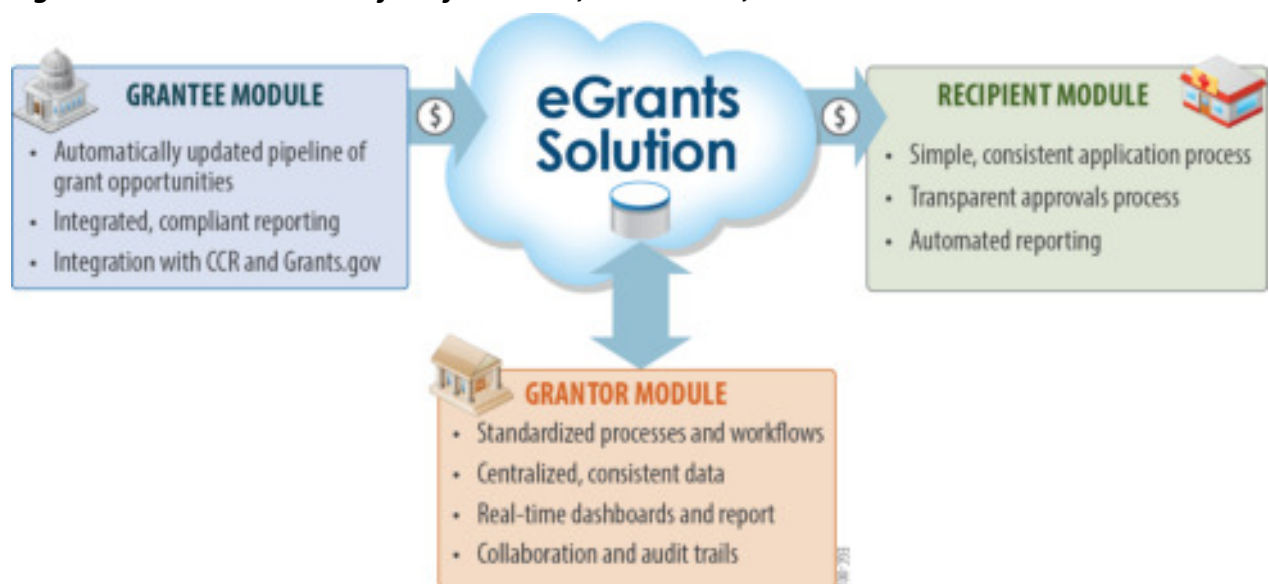 GRANTEE MODULE
• Automatically updated pipeline of
grant opportunities
• Integrated, compliant reporting
• Integration with CCR and Grants.gov
$
eGrants
Solution
$
RECIPIENT MODULE
• Simple, consistent application process
• Transparent approvals process
• Automated reporting
GRANTOR MODULE
• Standardized processes and workflows
• Centralized, consistent data
• Real-time dashboards and report
• Collaboration and audit trails